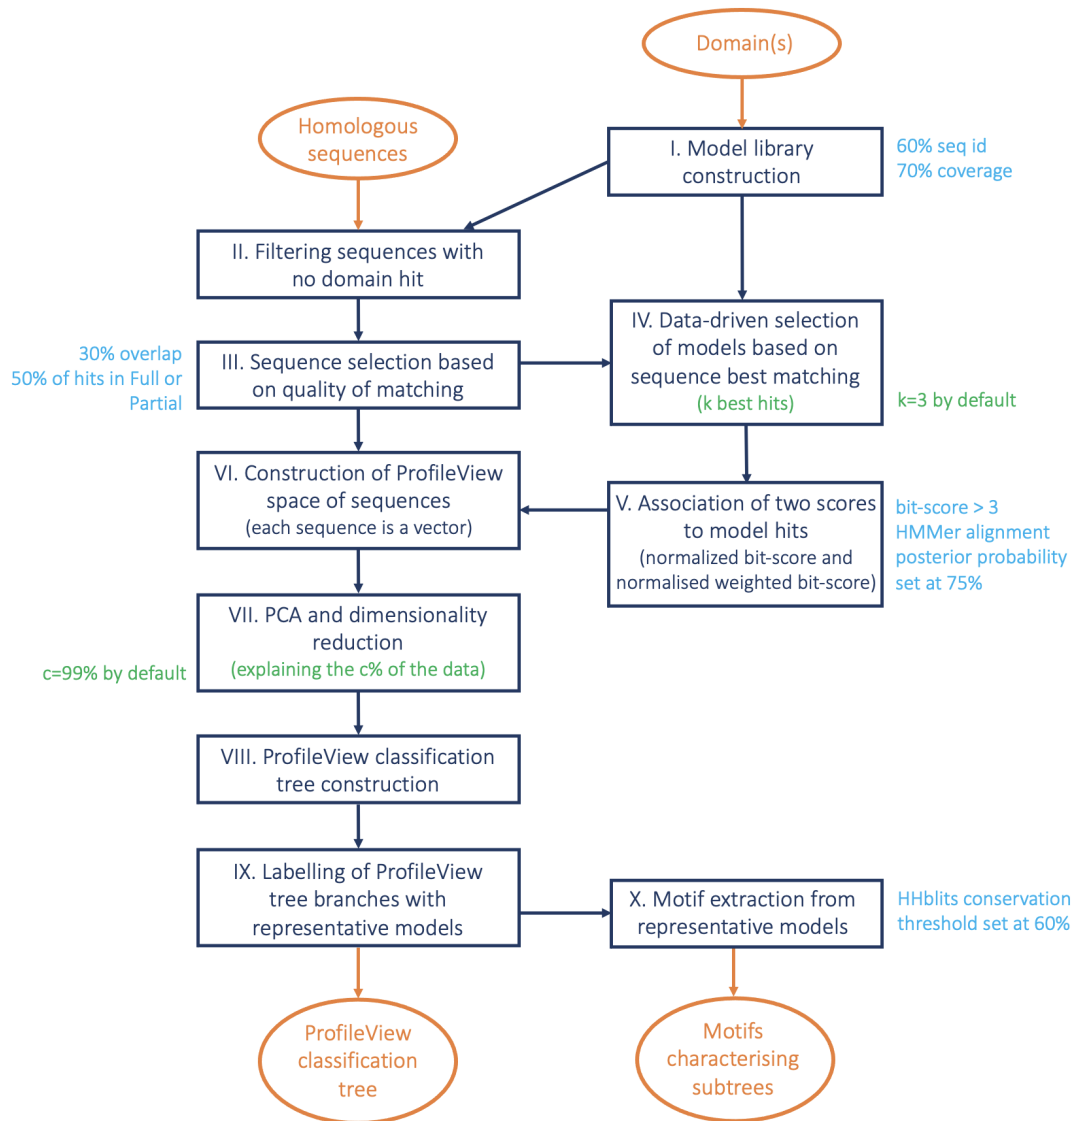 Domain(s)
Homologous
sequences
I. Model library
construction
60% seq id
70% coverage
II. Filtering sequences with
no domain hit
30% overlap
50% of hits in Full or
Partial
III. Sequence selection based
on quality of matching
IV. Data-driven selection
of models based on
sequence best matching
(k best hits)
k=3 by default
VI. Construction of ProfileView
space of sequences
(each sequence is a vector)
V. Association of two scores
to model hits
(normalized bit-score and
normalised weighted bit-score)
bit-score > 3
HMMer alignment
posterior probability
set at 75%
VII. PCA and dimensionality
reduction
(explaining the c% of the data)
c=99% by default
VIII. ProfileView classification
tree construction
IX. Labelling of ProfileView
tree branches with
representative models
X. Motif extraction from
representative models
HHblits conservation
threshold set at 60%
ProfileView
classification
tree
Motifs
characterising
subtrees